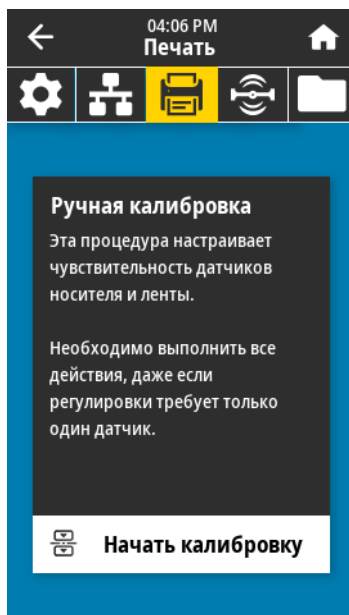 04:06 PM
Печать
Ручная калибровка
Эта процедура настраивает
чувствительность датчиков
носителя и ленты.
Необходимо выполнить все
действия, даже если
регулировки требует только
один датчик.
Начать калибровку